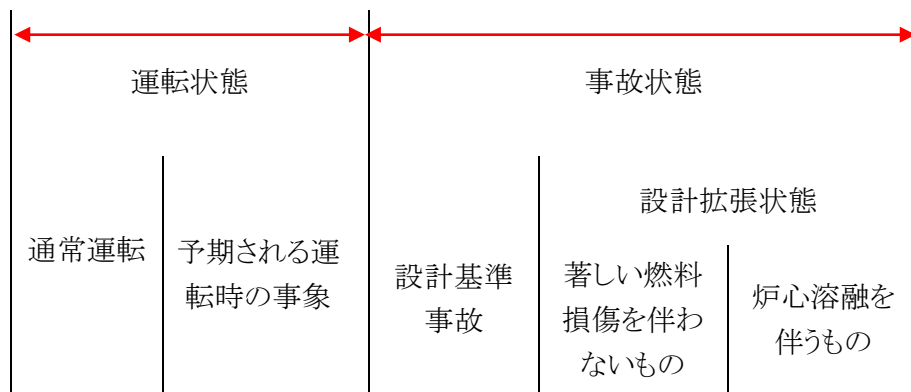 運転状態
事故状態
通常運転
予期される運
転時の事象
設計基準
事故
設計拡張状態
著しい燃料
損傷を伴わ
ないもの
炉心溶融を
伴うもの